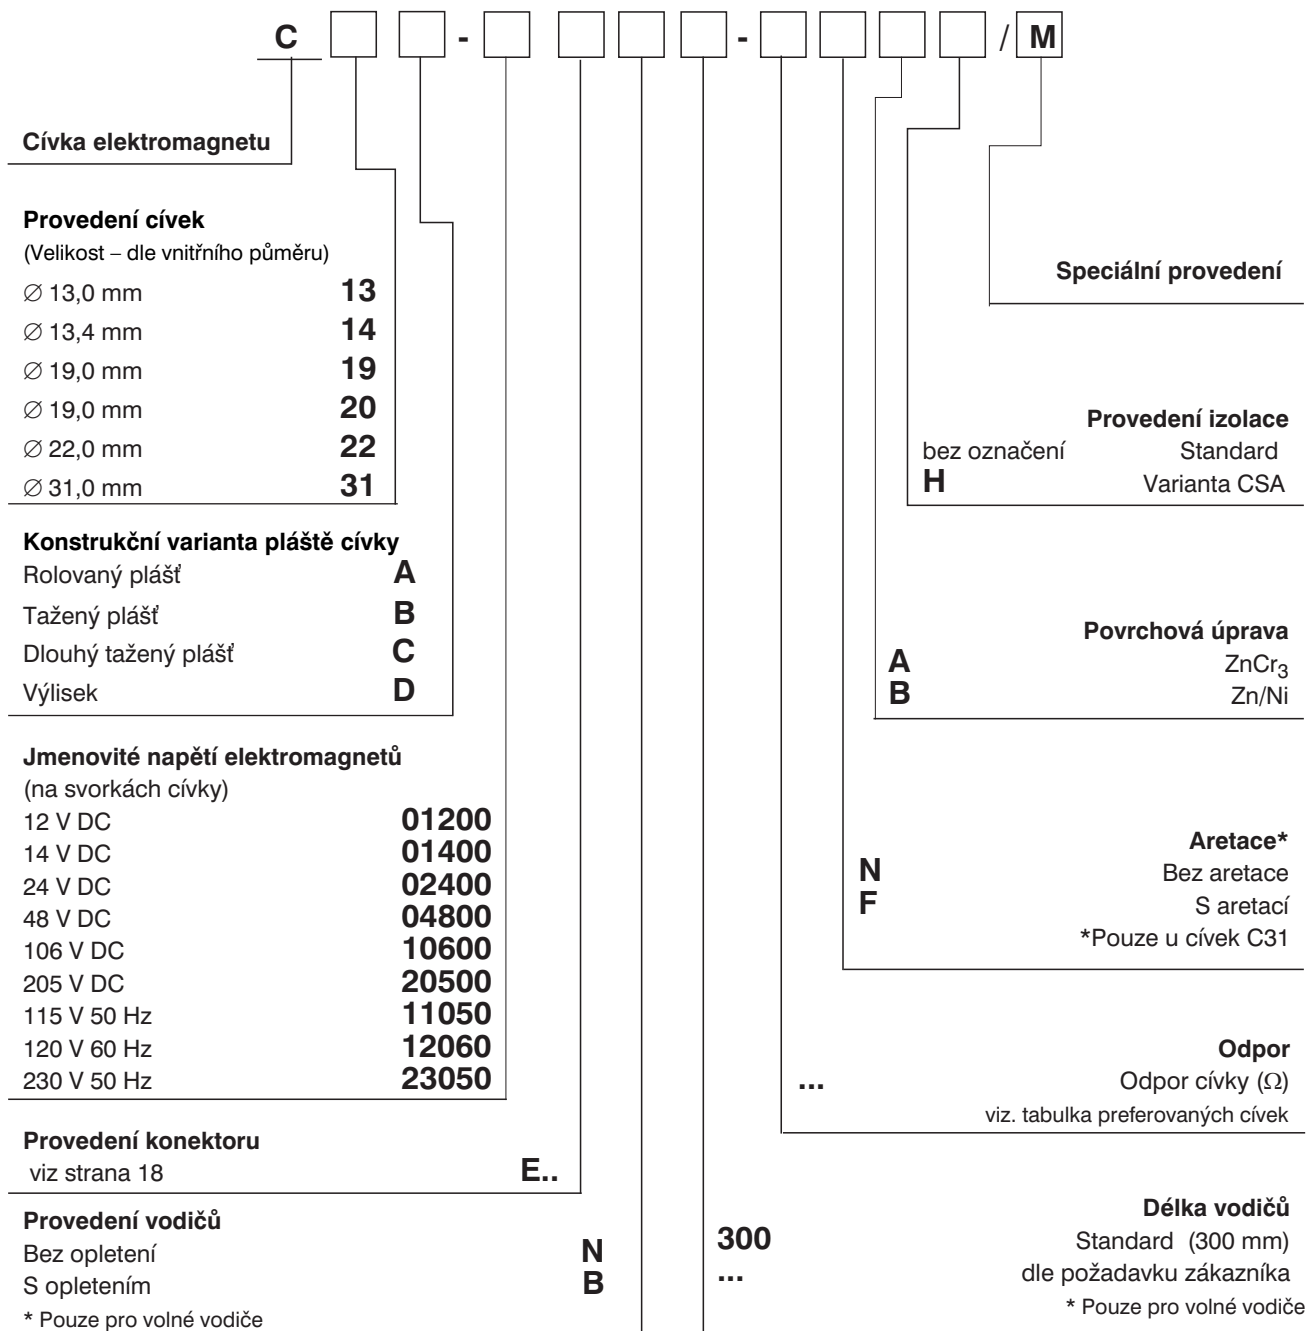 C - - / M
Cívka elektromagnetu
Provedení cívek
(Velikost – dle vnitřního půměru)
∅ 13,0 mm 13
∅ 13,4 mm 14
∅ 19,0 mm 19
∅ 19,0 mm 20
∅ 22,0 mm 22
∅ 31,0 mm 31
Konstrukční varianta pláště cívky
Rolovaný plášť A
Tažený plášť B
Dlouhý tažený plášť C
Výlisek D
Jmenovité napětí elektromagnetů
(na svorkách cívky)
12 V DC 01200
14 V DC 01400
24 V DC 02400
48 V DC 04800
106 V DC 10600
205 V DC 20500
115 V 50 Hz 11050
120 V 60 Hz 12060
230 V 50 Hz 23050
Provedení konektoru
viz strana 18 E..
Provedení vodičů
Bez opletení N
S opletením B
* Pouze pro volné vodiče
Speciální provedení
Provedení izolace
bez označení Standard
H Varianta CSA
Povrchová úprava
A ZnCr3
B Zn/Ni
Aretace*
N Bez aretace
F S aretací
*Pouze u cívek C31
Odpor
... Odpor cívky (Ω)
viz. tabulka preferovaných cívek
Délka vodičů
300 Standard (300 mm)
... dle požadavku zákazníka
* Pouze pro volné vodiče